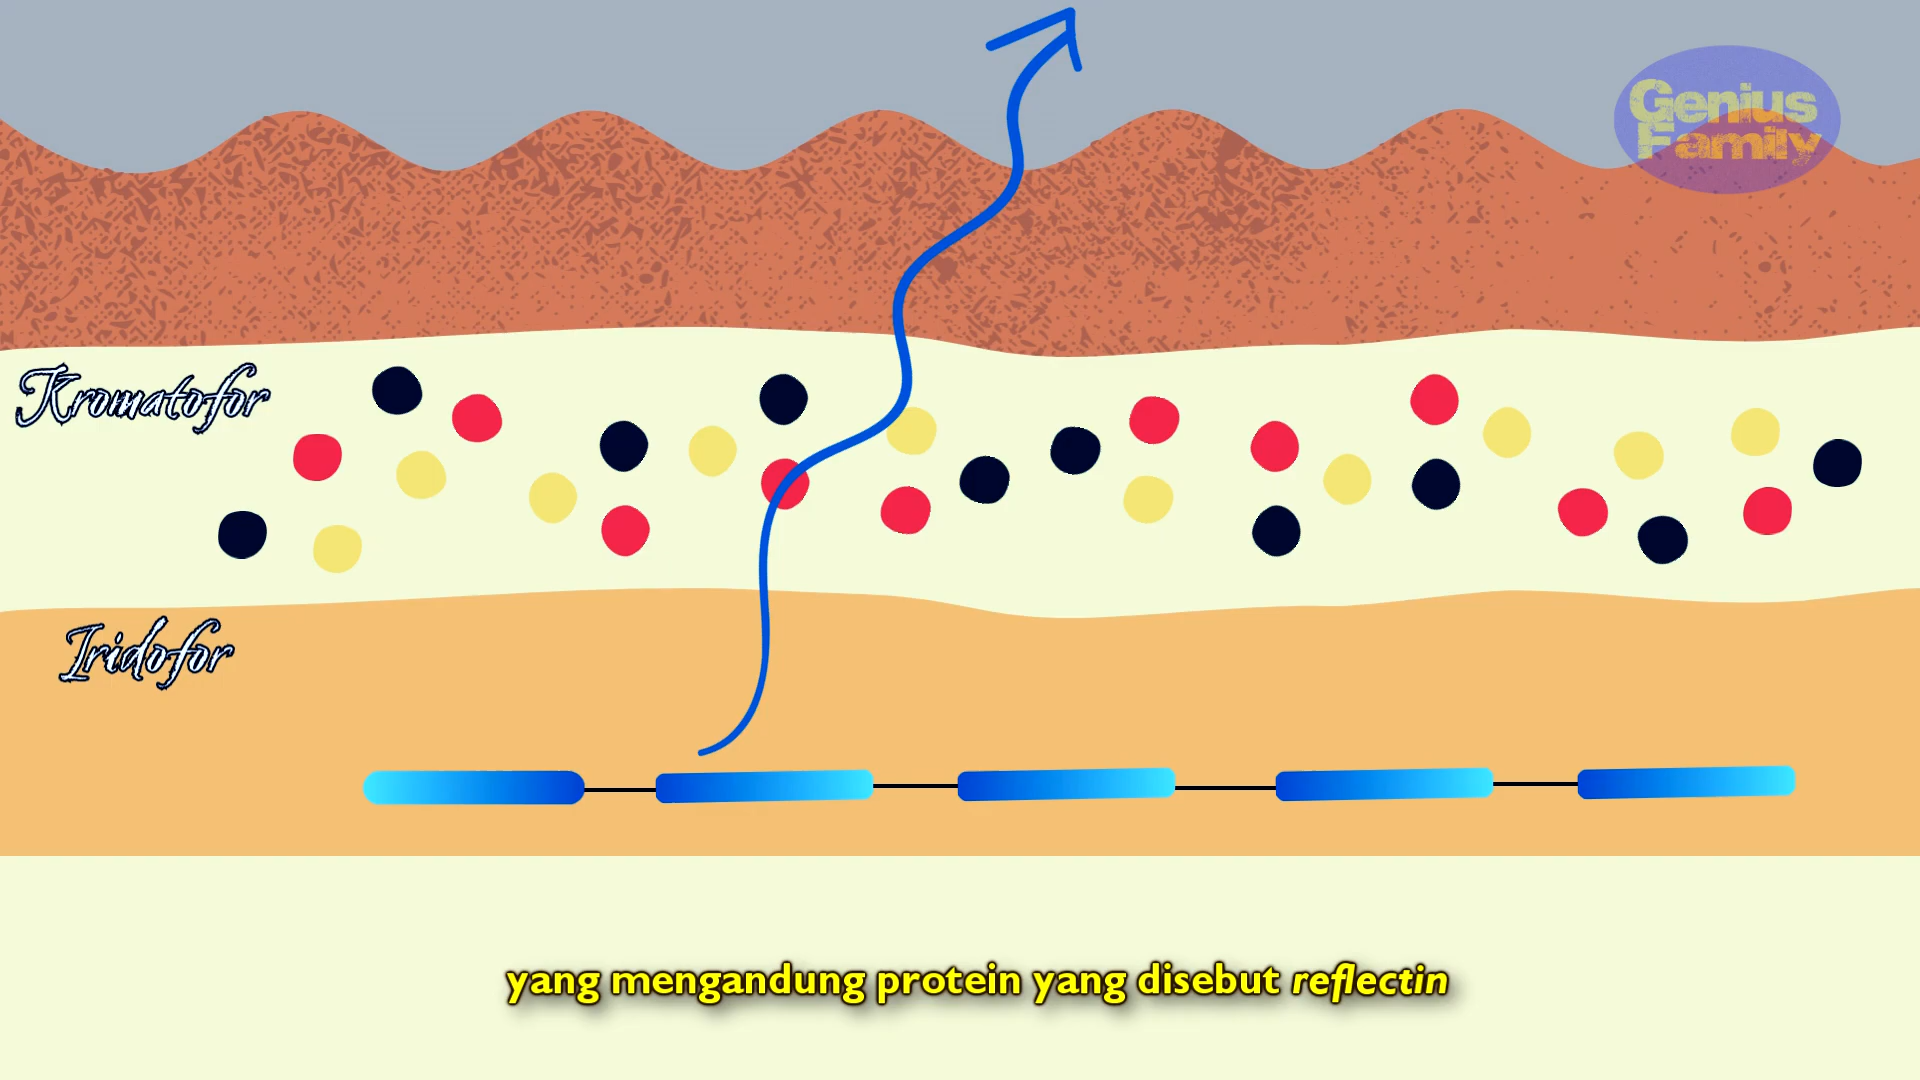 Genius
Family
Kromatofor
Iridofor
yang mengandung protein yang disebut reflectin